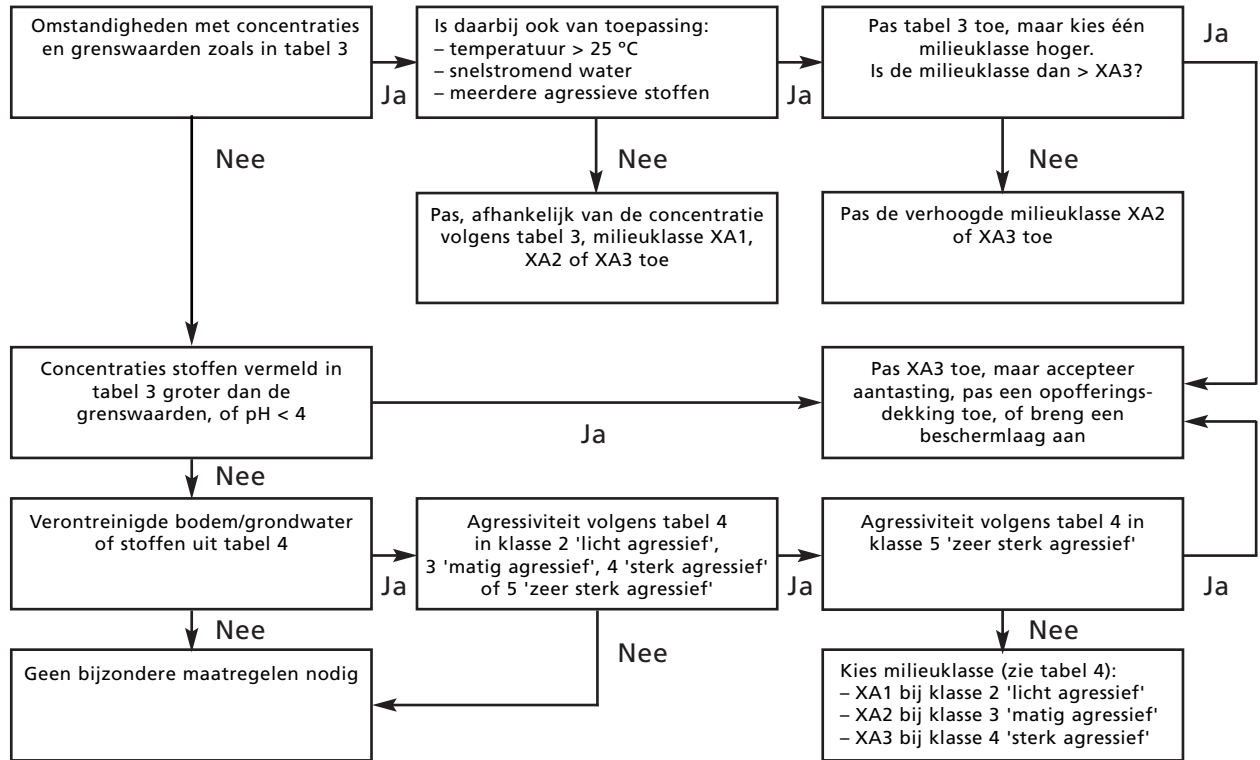 Omstandigheden met concentraties
en grenswaarden zoals in tabel 3
Ja
Is daarbij ook van toepassing:
– temperatuur > 25 ºC
– snelstromend water
– meerdere agressieve stoffen
Ja
Pas tabel 3 toe, maar kies één
milieuklasse hoger.
Is de milieuklasse dan > XA3?
Ja
Nee
Nee
Nee
Pas, afhankelijk van de concentratie
volgens tabel 3, milieuklasse XA1,
XA2 of XA3 toe
Pas de verhoogde milieuklasse XA2
of XA3 toe
Concentraties stoffen vermeld in
tabel 3 groter dan de
grenswaarden, of pH < 4
Ja
Pas XA3 toe, maar accepteer
aantasting, pas een opofferings-
dekking toe, of breng een
beschermlaag aan
Nee
Verontreinigde bodem/grondwater
of stoffen uit tabel 4
Ja
Agressiviteit volgens tabel 4
in klasse 2 'licht agressief',
3 'matig agressief', 4 'sterk agressief'
of 5 'zeer sterk agressief'
Ja
Agressiviteit volgens tabel 4 in
klasse 5 'zeer sterk agressief'
Ja
Nee
Nee
Nee
Geen bijzondere maatregelen nodig
Kies milieuklasse (zie tabel 4):
– XA1 bij klasse 2 'licht agressief'
– XA2 bij klasse 3 'matig agressief'
– XA3 bij klasse 4 'sterk agressief'